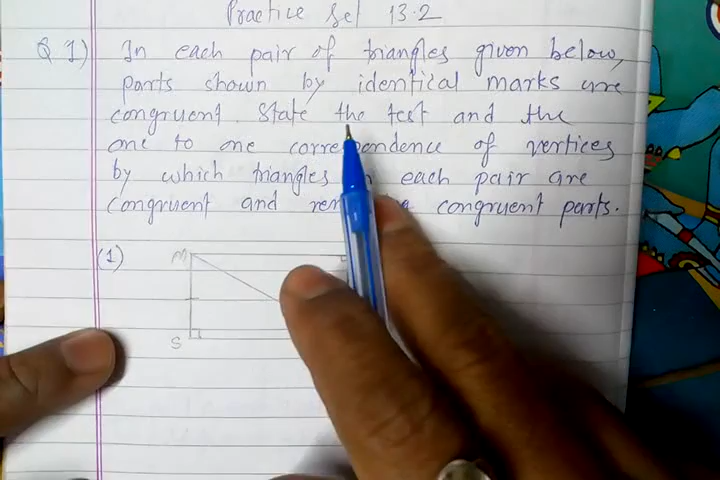 Practice Set 13.2
Q 1) In each pair of triangles given below,
parts shown by identical marks are
congruent. State the test and the
one to one correspondence of vertices
by which triangles each pair are
congruent and congruent parts.
(1) M
S